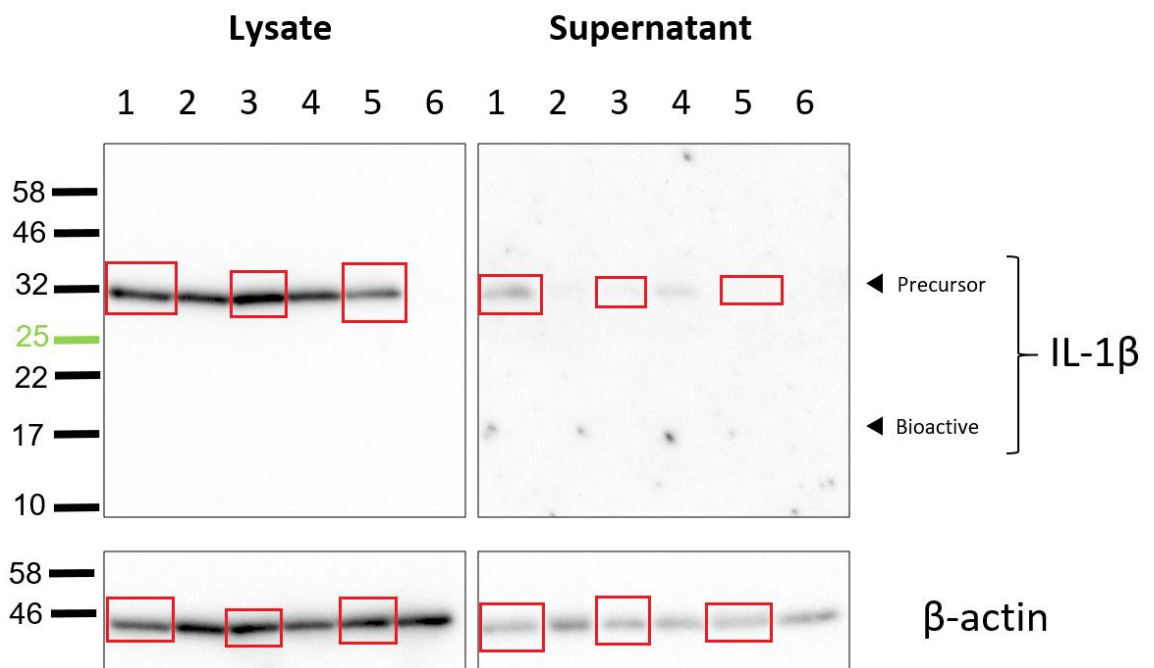 Lysate Supernatant
1 2 3 4 5 6 1 2 3 4 5 6
58
46
32
25
22
17
10
Precursor
Bioactive
IL-1β
58
46
β-actin